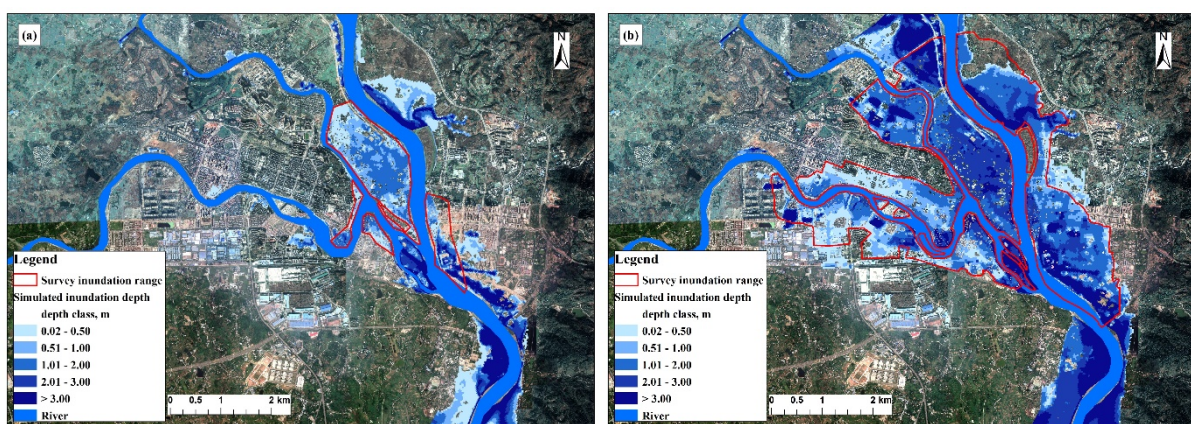 (a)
N
Legend
Survey inundation range
Simulated inundation depth
depth class, m
0.02 - 0.50
0.51 - 1.00
1.01 - 2.00
2.01 - 3.00
> 3.00
River
0 0.5 1 2 km
(b)
N
Legend
Survey inundation range
Simulated inundation depth
depth class, m
0.02 - 0.50
0.51 - 1.00
1.01 - 2.00
2.01 - 3.00
> 3.00
River
0 0.5 1 2 km